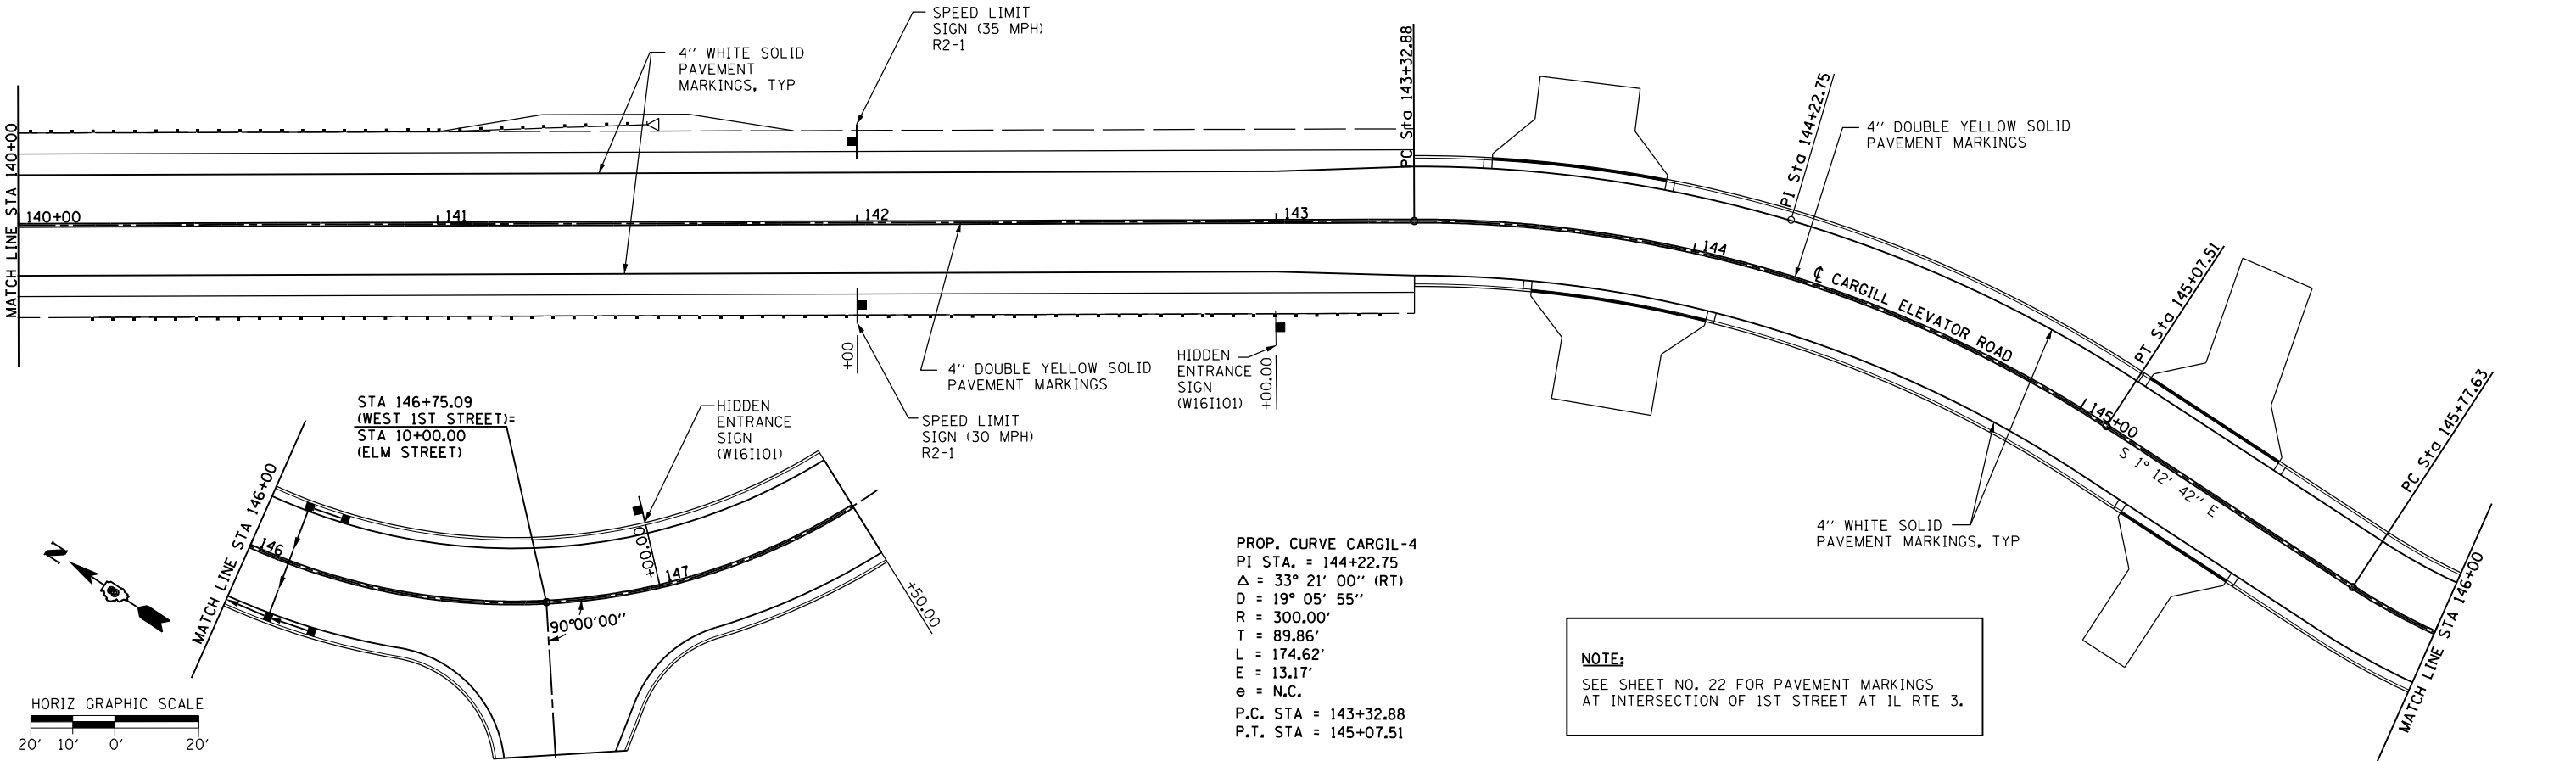 SPEED LIMIT
SIGN (35 MPH)
R2-1
4" WHITE SOLID
PAVEMENT
MARKINGS, TYP
MATCH LINE STA 140+00
140+00
141
142
143
PC Sta 143+32.88
PI Sta 144+22.75
4" DOUBLE YELLOW SOLID
PAVEMENT MARKINGS
144
℄ CARGILL ELEVATOR ROAD
PT Sta 145+07.51
145+00
S 1° 12' 42" E
PC Sta 145+77.63
MATCH LINE STA 146+00
+00
4" DOUBLE YELLOW SOLID
PAVEMENT MARKINGS
HIDDEN
ENTRANCE
SIGN
(W16I101)
+00.00
SPEED LIMIT
SIGN (30 MPH)
R2-1
4" WHITE SOLID
PAVEMENT MARKINGS, TYP
STA 146+75.09
(WEST 1ST STREET)=
STA 10+00.00
(ELM STREET)
HIDDEN
ENTRANCE
SIGN
(W16I101)
MATCH LINE STA 146+00
146
+00.00
147
90°00'00"
+50.00
N
HORIZ GRAPHIC SCALE
20' 10' 0' 20'
PROP. CURVE CARGIL-4
PI STA. = 144+22.75
Δ = 33° 21' 00" (RT)
D = 19° 05' 55"
R = 300.00'
T = 89.86'
L = 174.62'
E = 13.17'
e = N.C.
P.C. STA = 143+32.88
P.T. STA = 145+07.51
NOTE:
SEE SHEET NO. 22 FOR PAVEMENT MARKINGS
AT INTERSECTION OF 1ST STREET AT IL RTE 3.